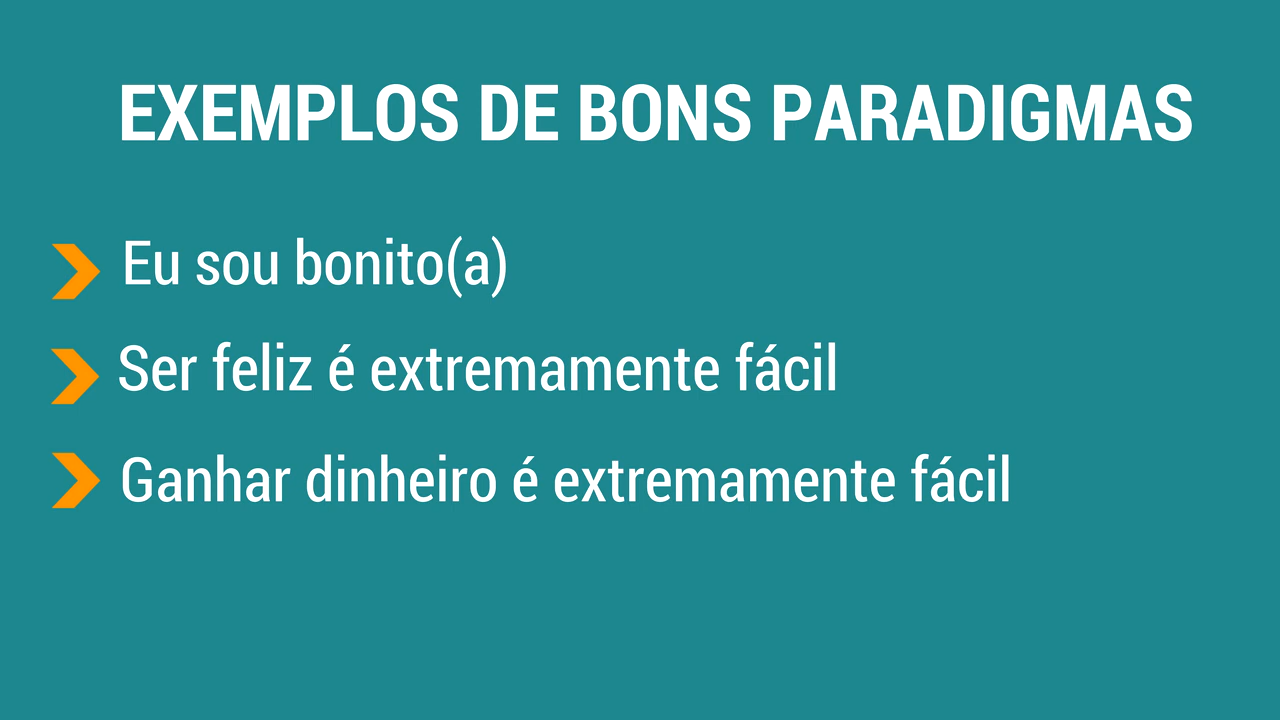 EXEMPLOS DE BONS PARADIGMAS
Eu sou bonito(a)
Ser feliz é extremamente fácil
Ganhar dinheiro é extremamente fácil